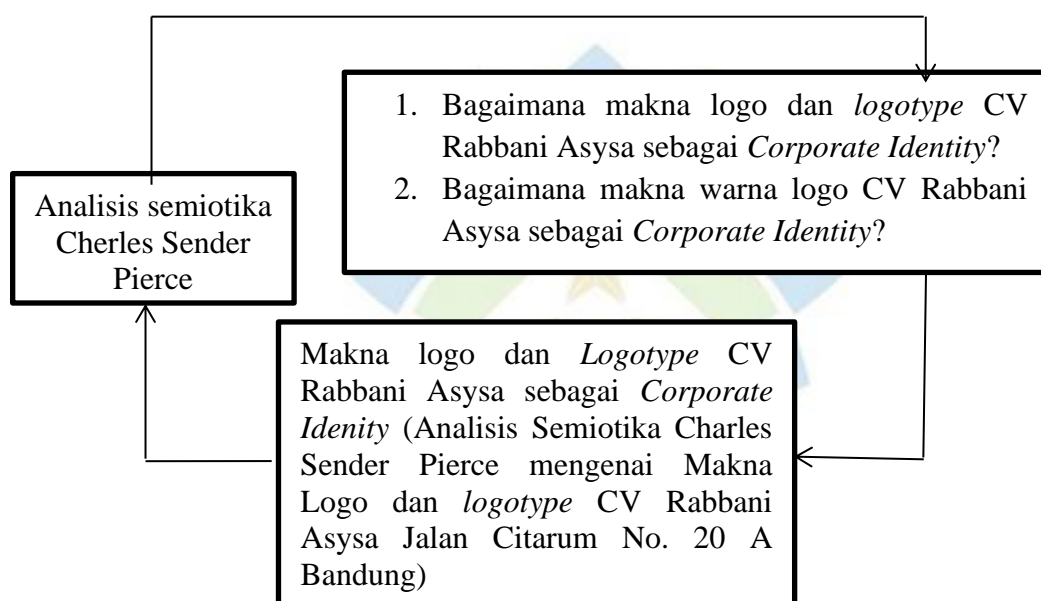 1. Bagaimana makna logo dan logotype CV
Rabbani Asysa sebagai Corporate Identity?
2. Bagaimana makna warna logo CV Rabbani
Asysa sebagai Corporate Identity?
Analisis semiotika
Cherles Sender
Pierce
Makna logo dan Logotype CV
Rabbani Asysa sebagai Corporate
Idenity (Analisis Semiotika Charles
Sender Pierce mengenai Makna
Logo dan logotype CV Rabbani
Asysa Jalan Citarum No. 20 A
Bandung)